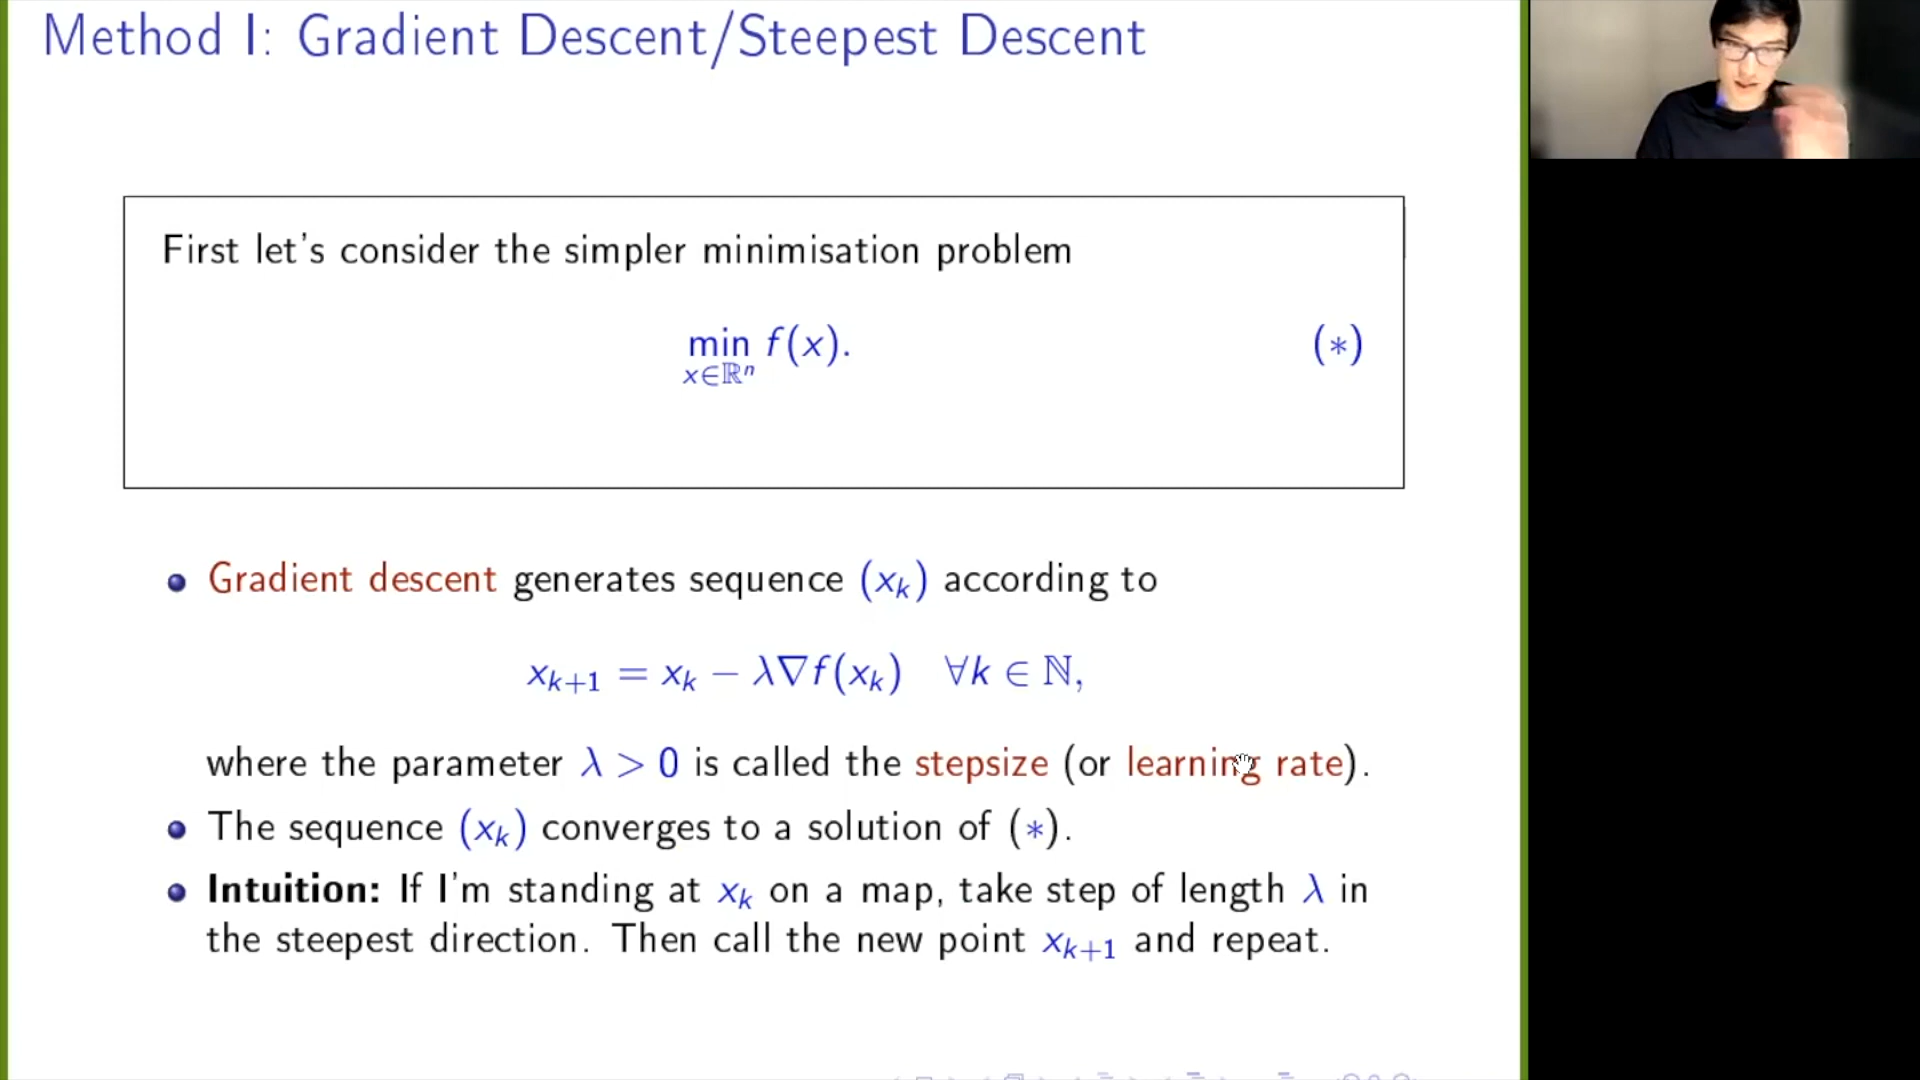 Method I: Gradient Descent/Steepest Descent
First let's consider the simpler minimisation problem
min f(x). (∗)
x∈ℝⁿ
Gradient descent generates sequence (xₖ) according to
xₖ₊₁ = xₖ − λ∇f(xₖ) ∀k ∈ ℕ,
where the parameter λ > 0 is called the stepsize (or learning rate).
The sequence (xₖ) converges to a solution of (∗).
Intuition: If I'm standing at xₖ on a map, take step of length λ in
the steepest direction. Then call the new point xₖ₊₁ and repeat.